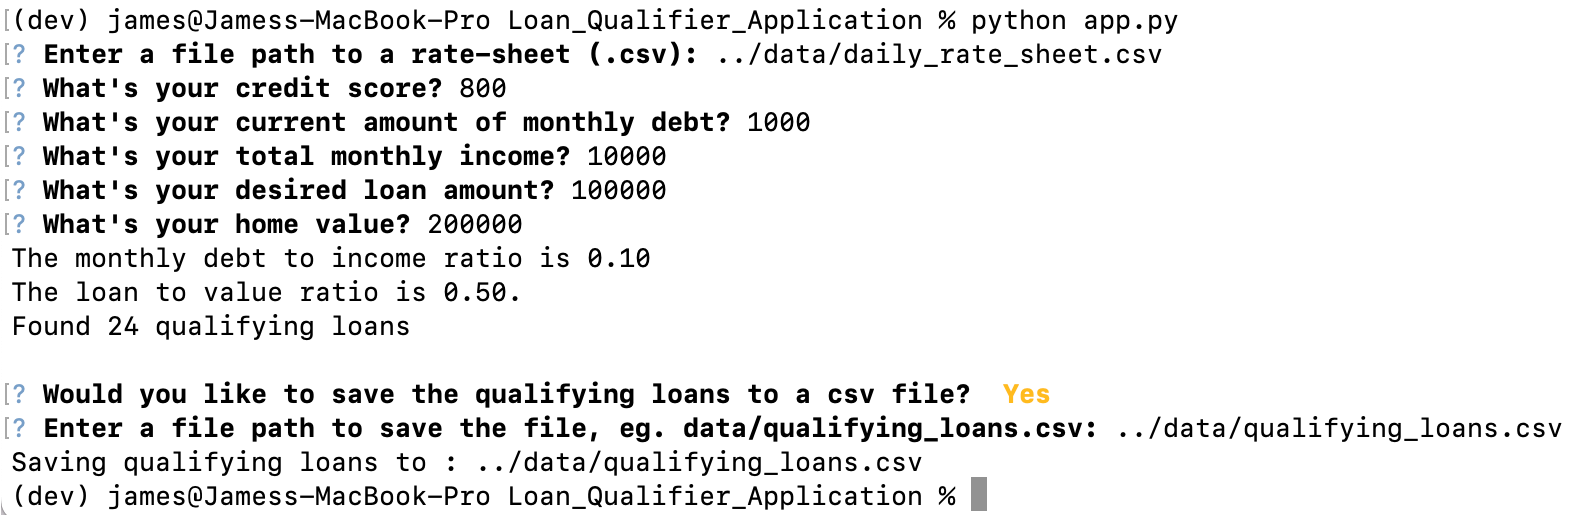 (dev) james@Jamess-MacBook-Pro Loan_Qualifier_Application % python app.py
[? Enter a file path to a rate-sheet (.csv): ../data/daily_rate_sheet.csv
[? What's your credit score? 800
[? What's your current amount of monthly debt? 1000
[? What's your total monthly income? 10000
[? What's your desired loan amount? 100000
[? What's your home value? 200000
The monthly debt to income ratio is 0.10
The loan to value ratio is 0.50.
Found 24 qualifying loans
[? Would you like to save the qualifying loans to a csv file?  Yes
[? Enter a file path to save the file, eg. data/qualifying_loans.csv: ../data/qualifying_loans.csv
Saving qualifying loans to : ../data/qualifying_loans.csv
(dev) james@Jamess-MacBook-Pro Loan_Qualifier_Application %